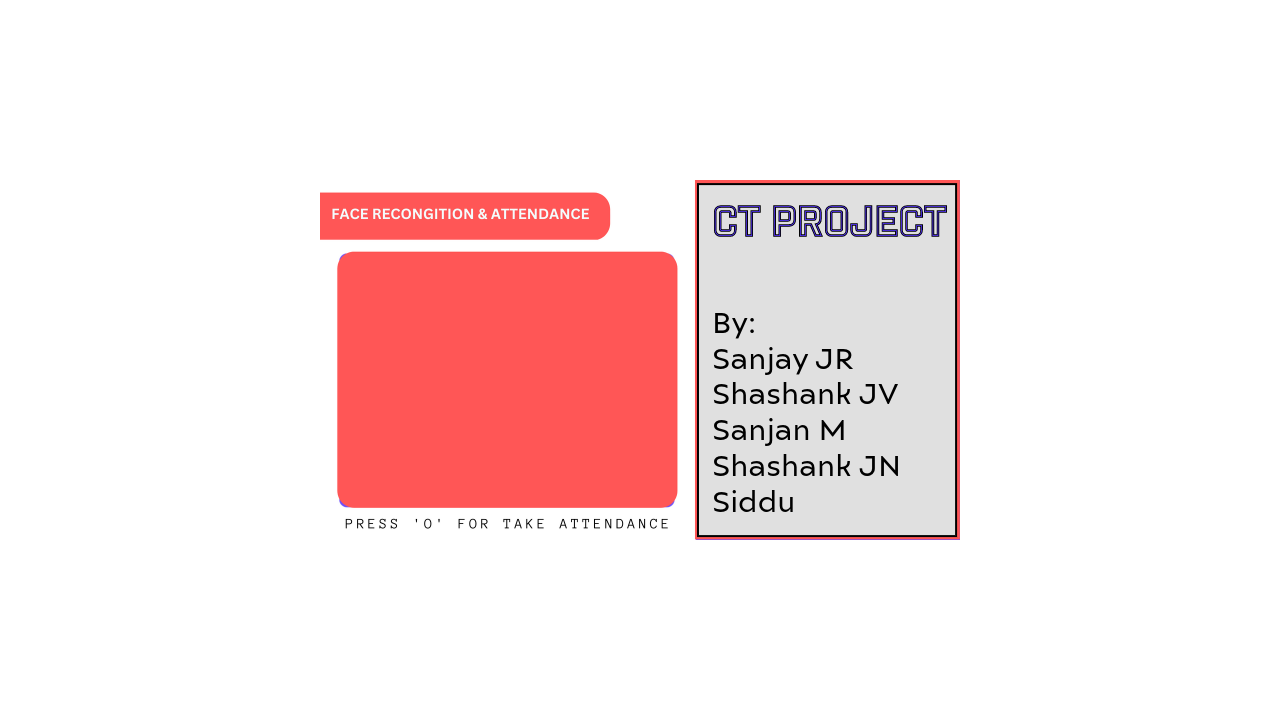 FACE RECONGITION & ATTENDANCE
PRESS 'O' FOR TAKE ATTENDANCE
CT PROJECT
By:
Sanjay JR
Shashank JV
Sanjan M
Shashank JN
Siddu